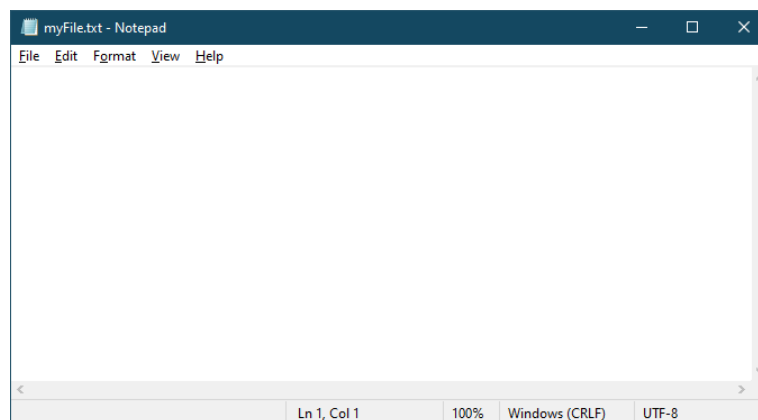 myFile.txt - Notepad
File Edit Format View Help
Ln 1, Col 1 100% Windows (CRLF) UTF-8